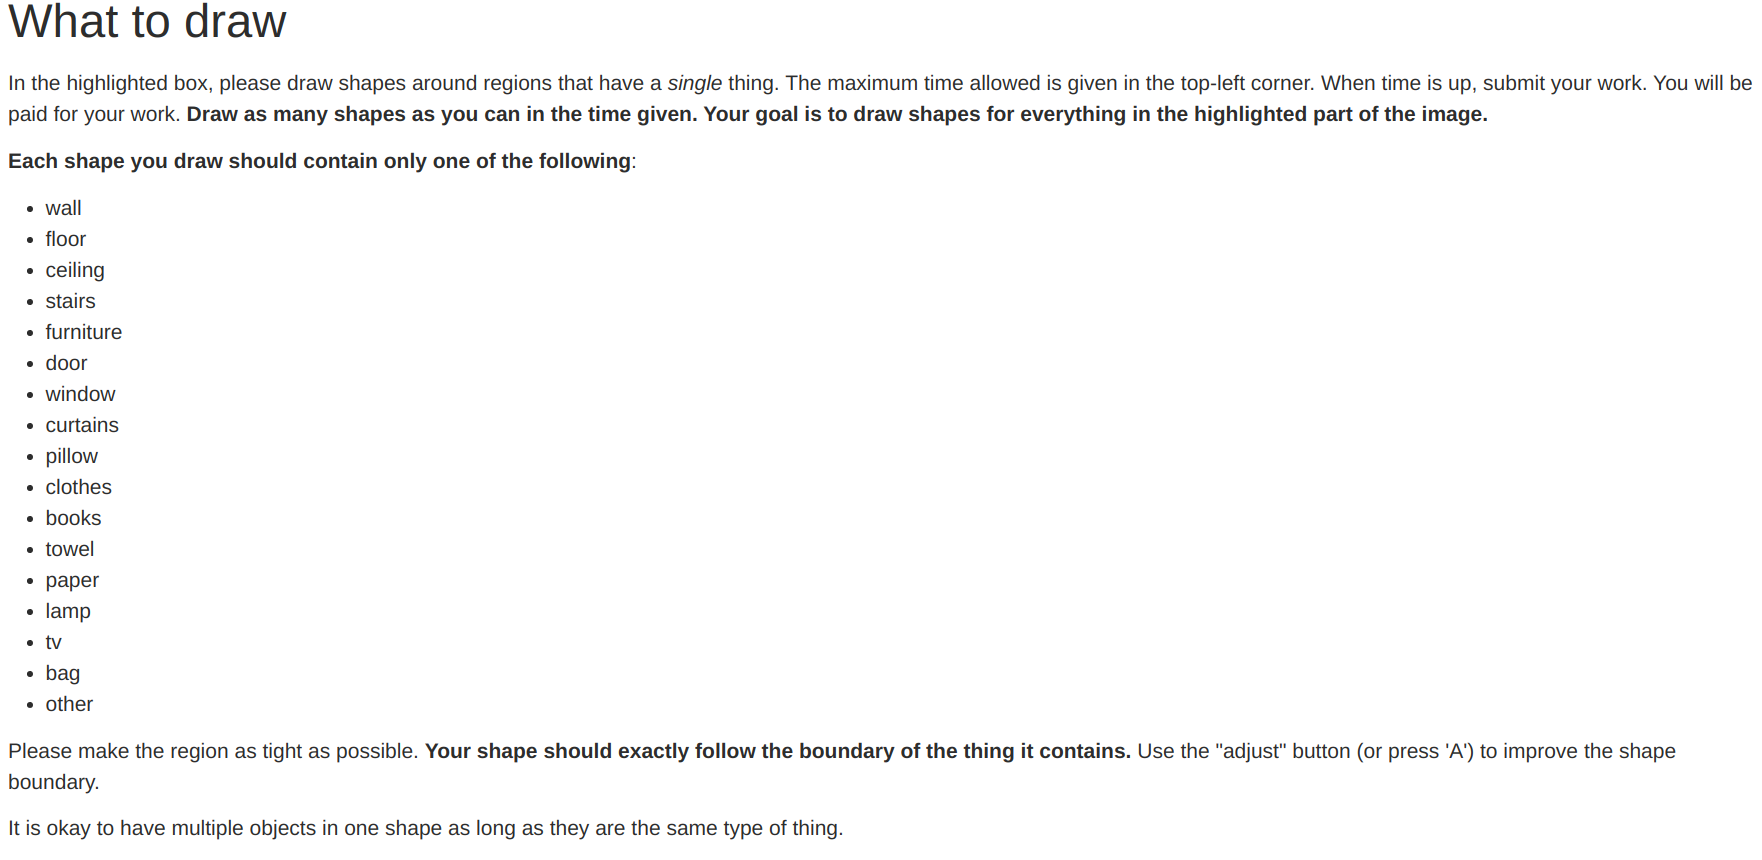 What to draw
In the highlighted box, please draw shapes around regions that have a single thing. The maximum time allowed is given in the top-left corner. When time is up, submit your work. You will be
paid for your work. Draw as many shapes as you can in the time given. Your goal is to draw shapes for everything in the highlighted part of the image.
Each shape you draw should contain only one of the following:
• wall
• floor
• ceiling
• stairs
• furniture
• door
• window
• curtains
• pillow
• clothes
• books
• towel
• paper
• lamp
• tv
• bag
• other
Please make the region as tight as possible. Your shape should exactly follow the boundary of the thing it contains. Use the "adjust" button (or press 'A') to improve the shape
boundary.
It is okay to have multiple objects in one shape as long as they are the same type of thing.